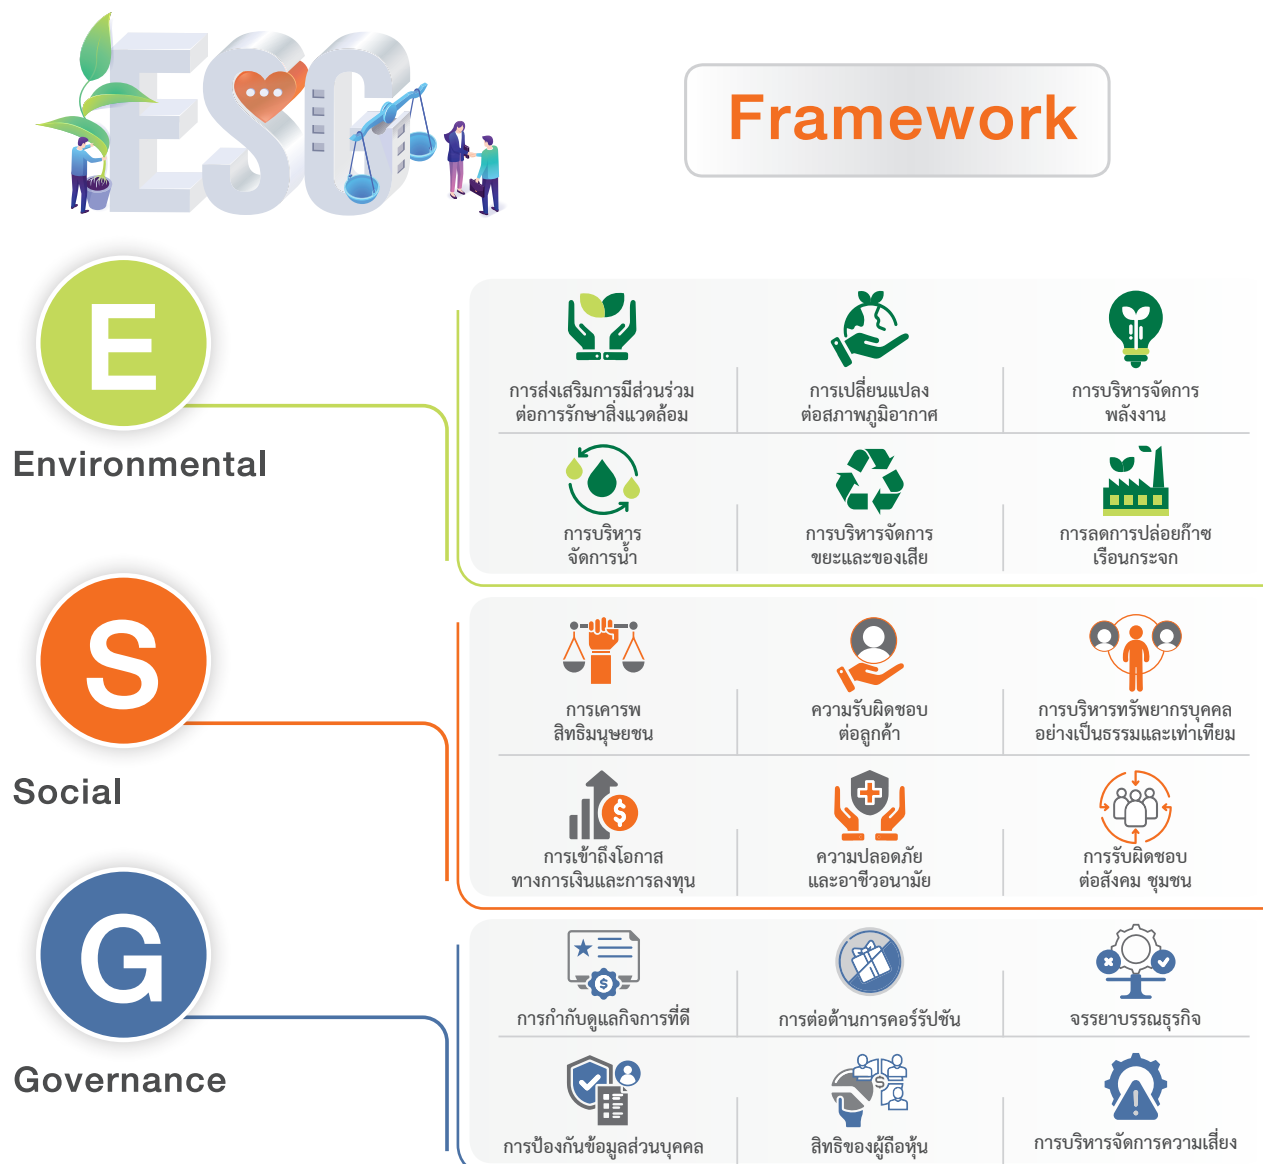 ESG
Framework
E
Environmental
การส่งเสริมการมีส่วนร่วม
ต่อการรักษาสิ่งแวดล้อม
การเปลี่ยนแปลง
ต่อสภาพภูมิอากาศ
การบริหารจัดการ
พลังงาน
การบริหาร
จัดการน้ำ
การบริหารจัดการ
ขยะและของเสีย
การลดการปล่อยก๊าซ
เรือนกระจก
S
Social
การเคารพ
สิทธิมนุษยชน
ความรับผิดชอบ
ต่อลูกค้า
การบริหารทรัพยากรบุคคล
อย่างเป็นธรรมและเท่าเทียม
การเข้าถึงโอกาส
ทางการเงินและการลงทุน
ความปลอดภัย
และอาชีวอนามัย
การรับผิดชอบ
ต่อสังคม ชุมชน
G
Governance
การกำกับดูแลกิจการที่ดี
การต่อต้านการคอร์รัปชัน
จรรยาบรรณธุรกิจ
การป้องกันข้อมูลส่วนบุคคล
สิทธิของผู้ถือหุ้น
การบริหารจัดการความเสี่ยง